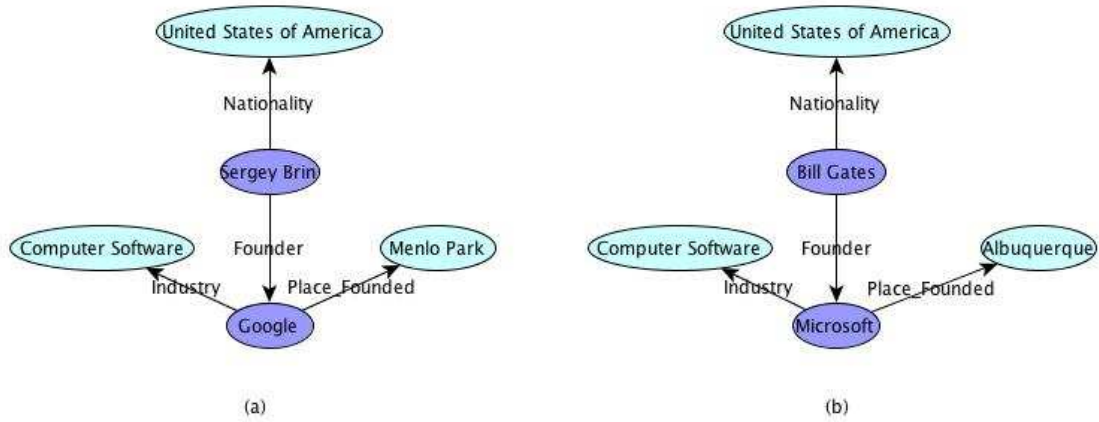 United States of America
Nationality
Sergey Brin
Computer Software
Founder
Menlo Park
Industry
Place_Founded
Google
(a)
United States of America
Nationality
Bill Gates
Computer Software
Founder
Albuquerque
Industry
Place_Founded
Microsoft
(b)